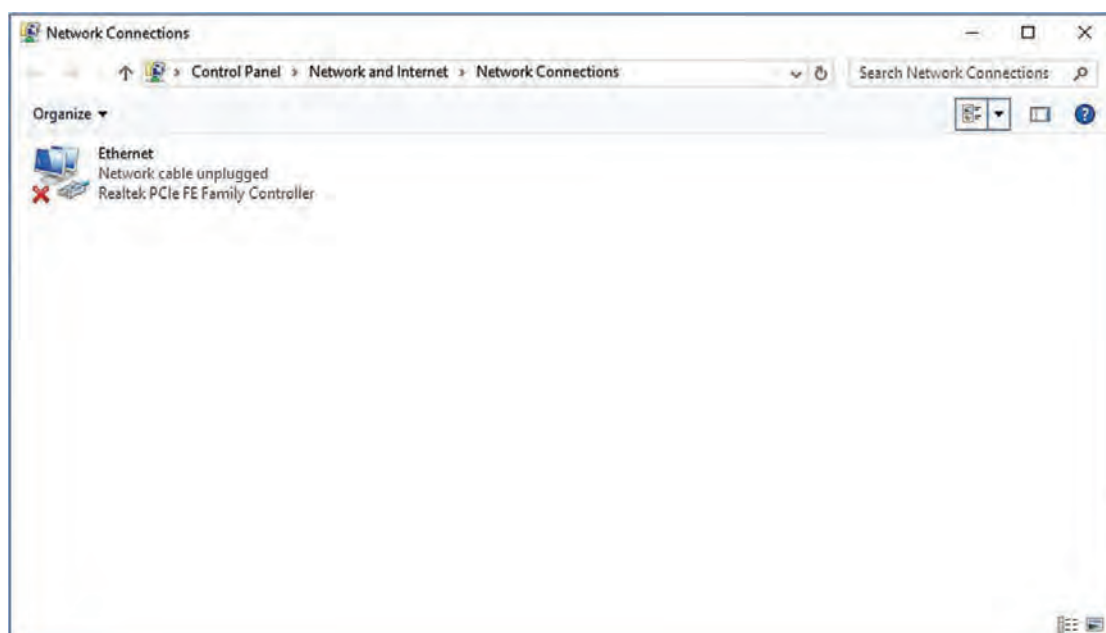 Network Connections
Control Panel > Network and Internet > Network Connections
Search Network Connections
Organize
Ethernet
Network cable unplugged
Realtek PCIe FE Family Controller